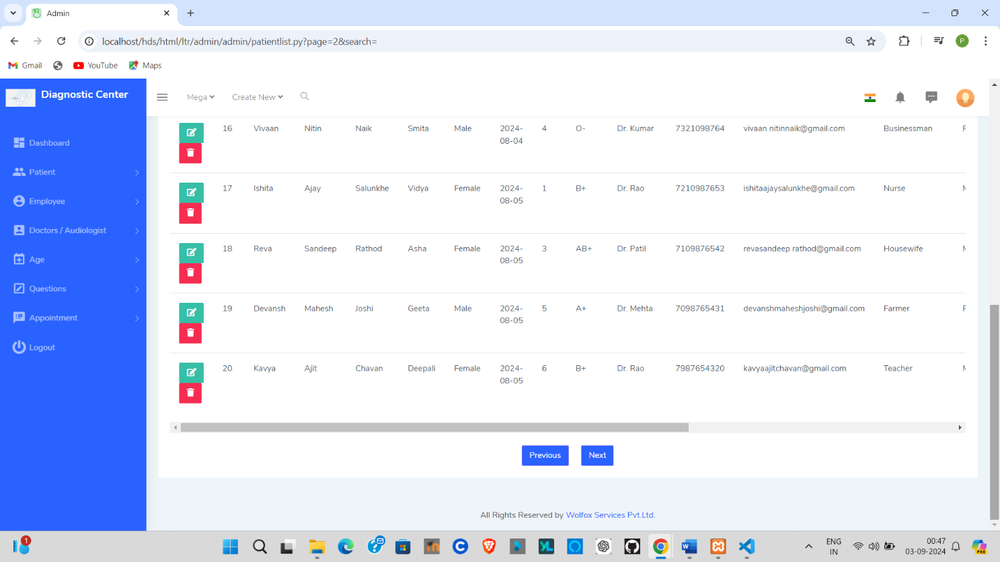 Admin
localhost/hds/html/ltr/admin/admin/patientlist.py?page=2&search=
P
Gmail YouTube Maps
Diagnostic Center
Mega Create New
Dashboard
Patient
Employee
Doctors / Audiologist
Age
Questions
Appointment
Logout
16 Vivaan Nitin Naik Smita Male 2024-08-04 4 O- Dr. Kumar 7321098764 vivaan nitinnaik@gmail.com Businessman
17 Ishita Ajay Salunkhe Vidya Female 2024-08-05 1 B+ Dr. Rao 7210987653 ishitaajaysalunkhe@gmail.com Nurse
18 Reva Sandeep Rathod Asha Female 2024-08-05 3 AB+ Dr. Patil 7109876542 revasandeep rathod@gmail.com Housewife
19 Devansh Mahesh Joshi Geeta Male 2024-08-05 5 A+ Dr. Mehta 7098765431 devanshmaheshjoshi@gmail.com Farmer
20 Kavya Ajit Chavan Deepali Female 2024-08-05 6 B+ Dr. Rao 7987654320 kavyaajitchavan@gmail.com Teacher
Previous Next
All Rights Reserved by Wolfox Services Pvt.Ltd.
1
ENG
IN
00:47
03-09-2024
PRE